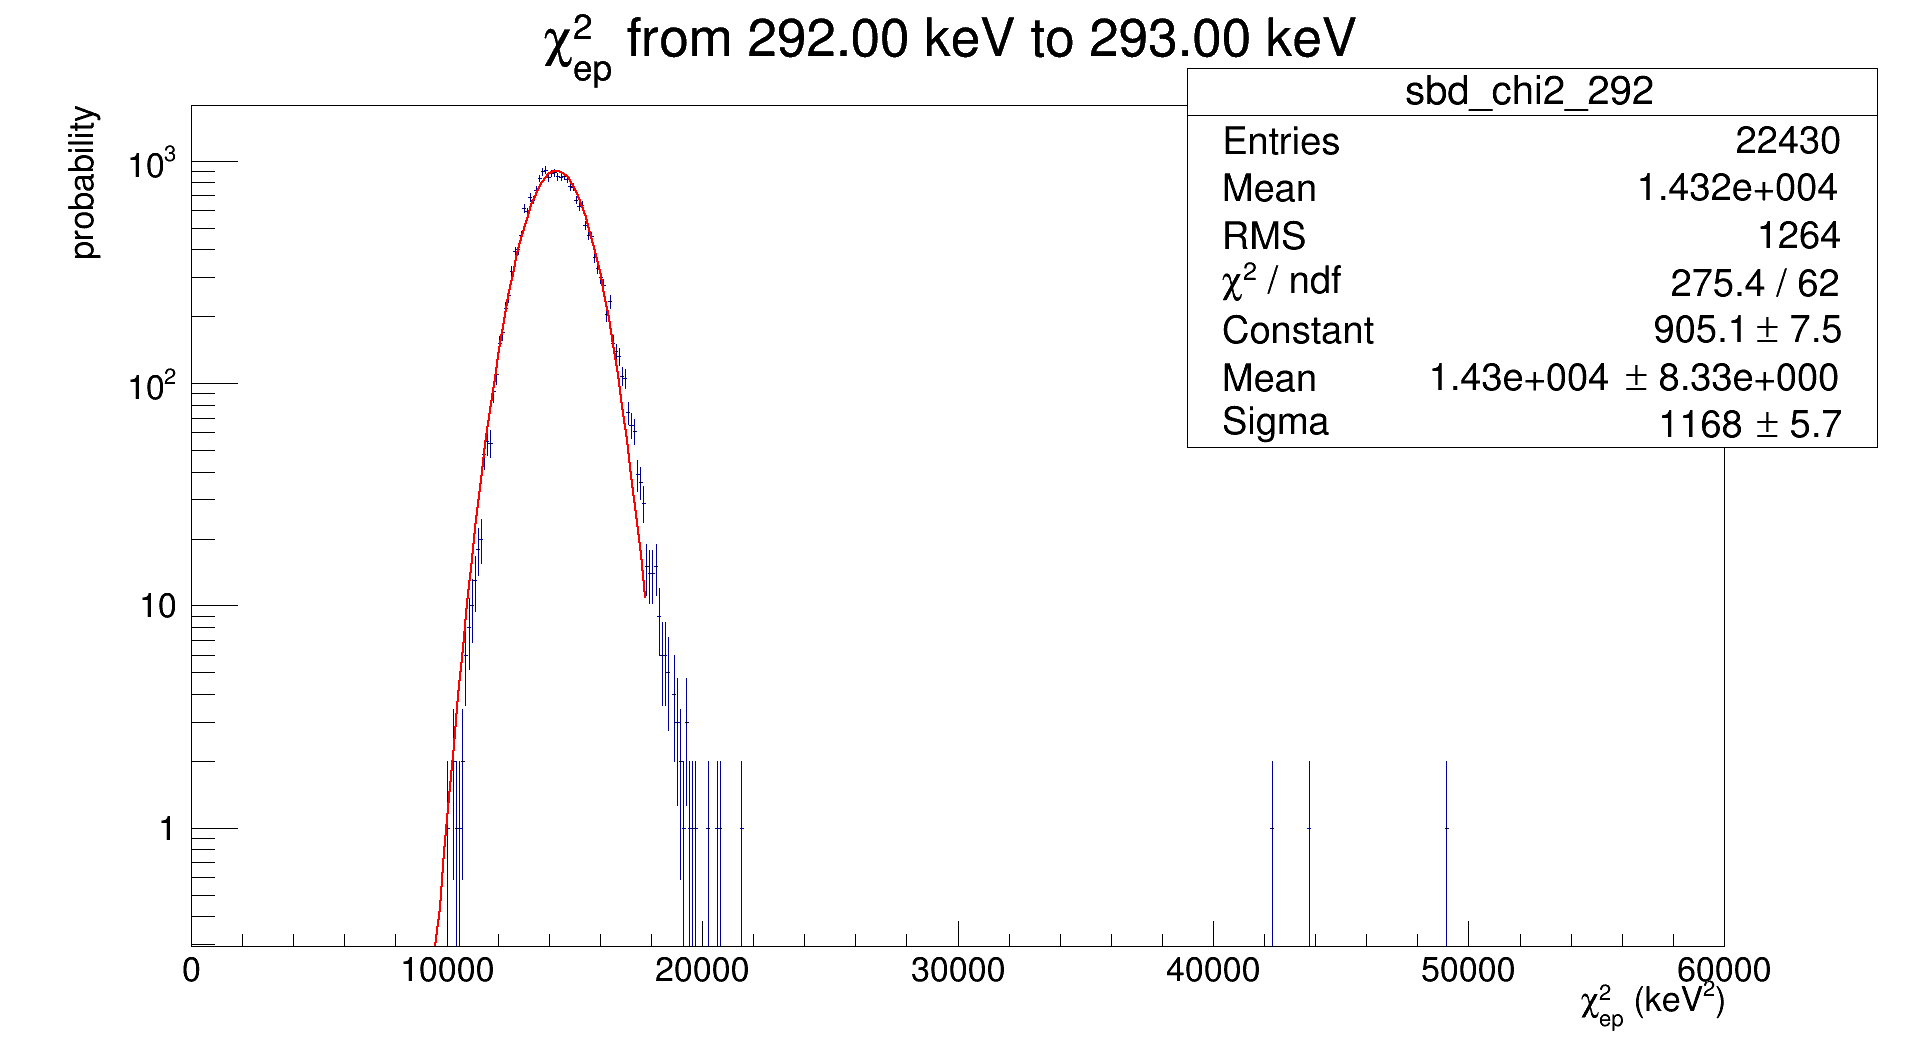 χ²ep from 292.00 keV to 293.00 keV
sbd_chi2_292
Entries 22430
Mean 1.432e+004
RMS 1264
χ² / ndf 275.4 / 62
Constant 905.1 ± 7.5
Mean 1.43e+004 ± 8.33e+000
Sigma 1168 ± 5.7
probability
10³
10²
10
1
0 10000 20000 30000 40000 50000 60000
χ²ep (keV²)